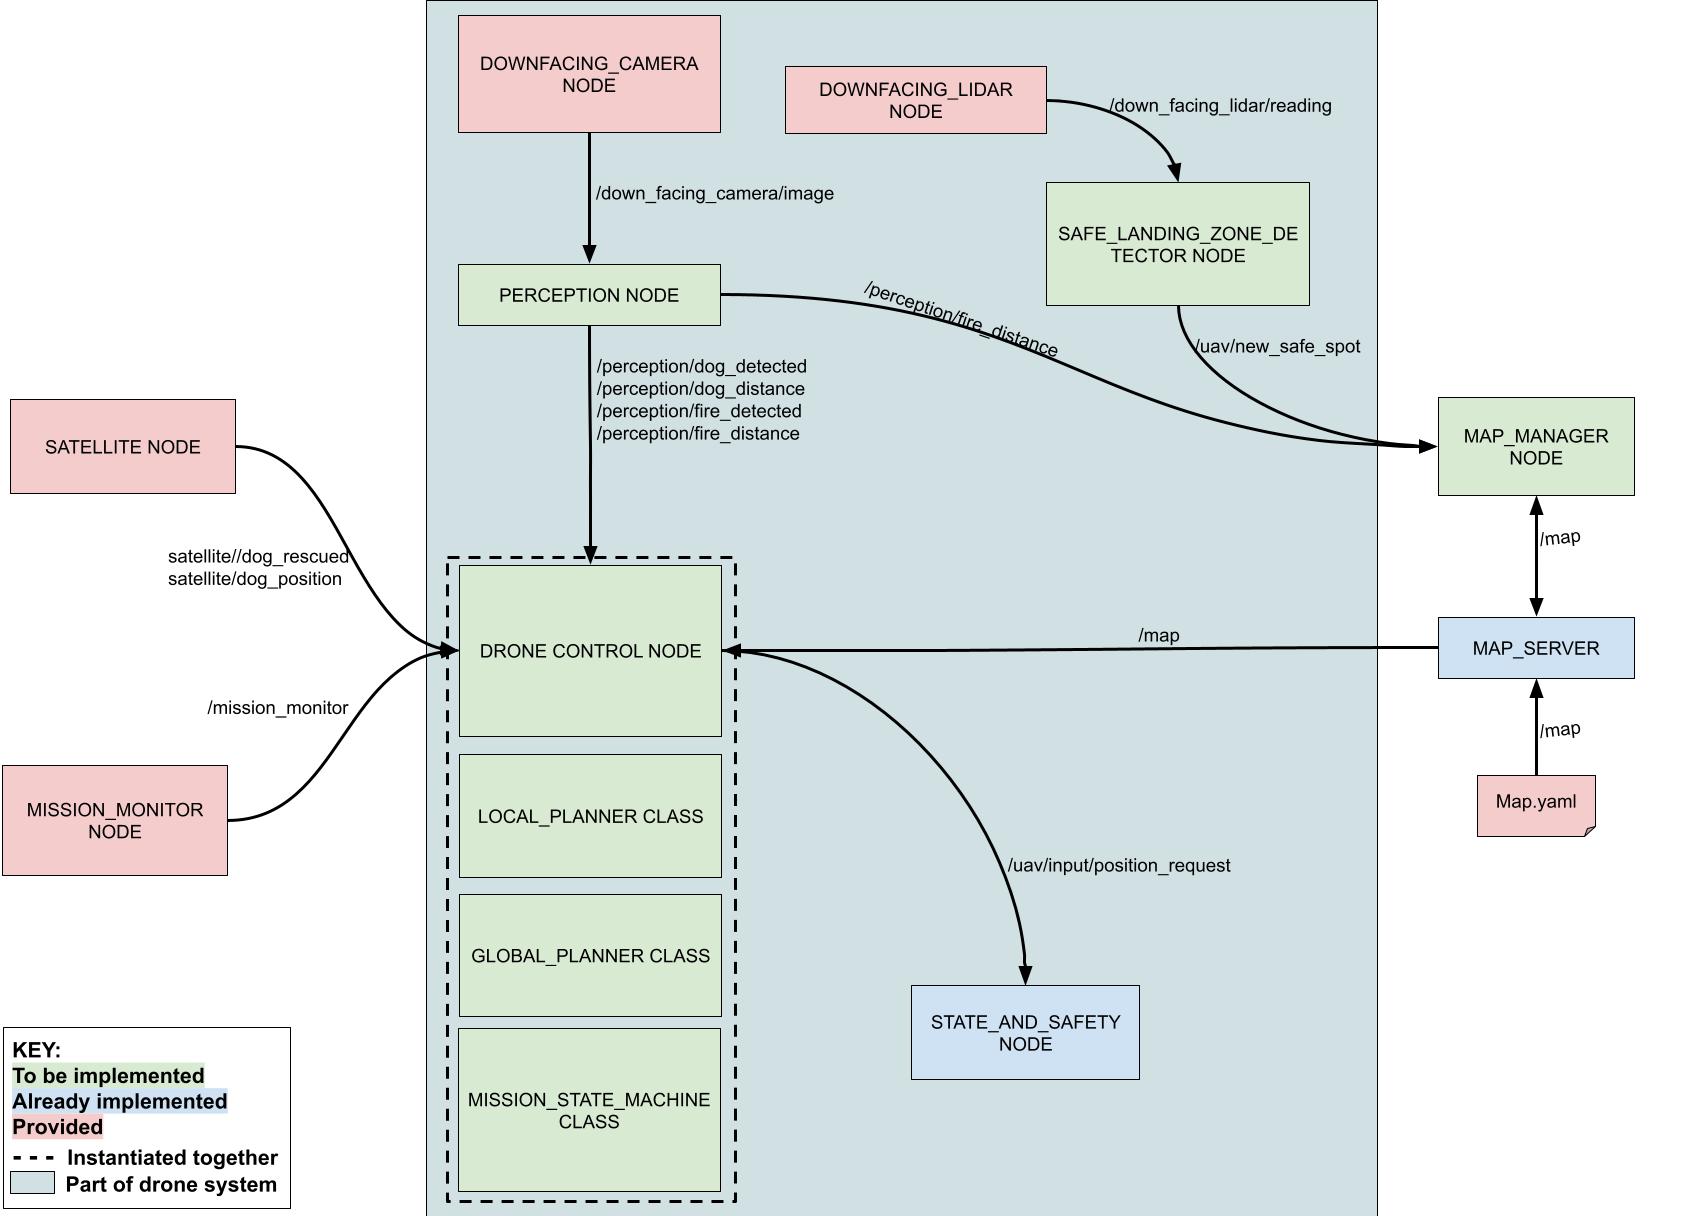 DOWNFACING_CAMERA
NODE
DOWNFACING_LIDAR
NODE
/down_facing_lidar/reading
/down_facing_camera/image
SAFE_LANDING_ZONE_DE
TECTOR NODE
PERCEPTION NODE
/perception/fire_distance
/uav/new_safe_spot
/perception/dog_detected
/perception/dog_distance
/perception/fire_detected
/perception/fire_distance
SATELLITE NODE
MAP_MANAGER
NODE
satellite//dog_rescued
satellite/dog_position
/map
DRONE CONTROL NODE
/map
MAP_SERVER
/mission_monitor
/map
MISSION_MONITOR
NODE
Map.yaml
LOCAL_PLANNER CLASS
/uav/input/position_request
GLOBAL_PLANNER CLASS
STATE_AND_SAFETY
NODE
MISSION_STATE_MACHINE
CLASS
KEY:
To be implemented
Already implemented
Provided
Instantiated together
Part of drone system